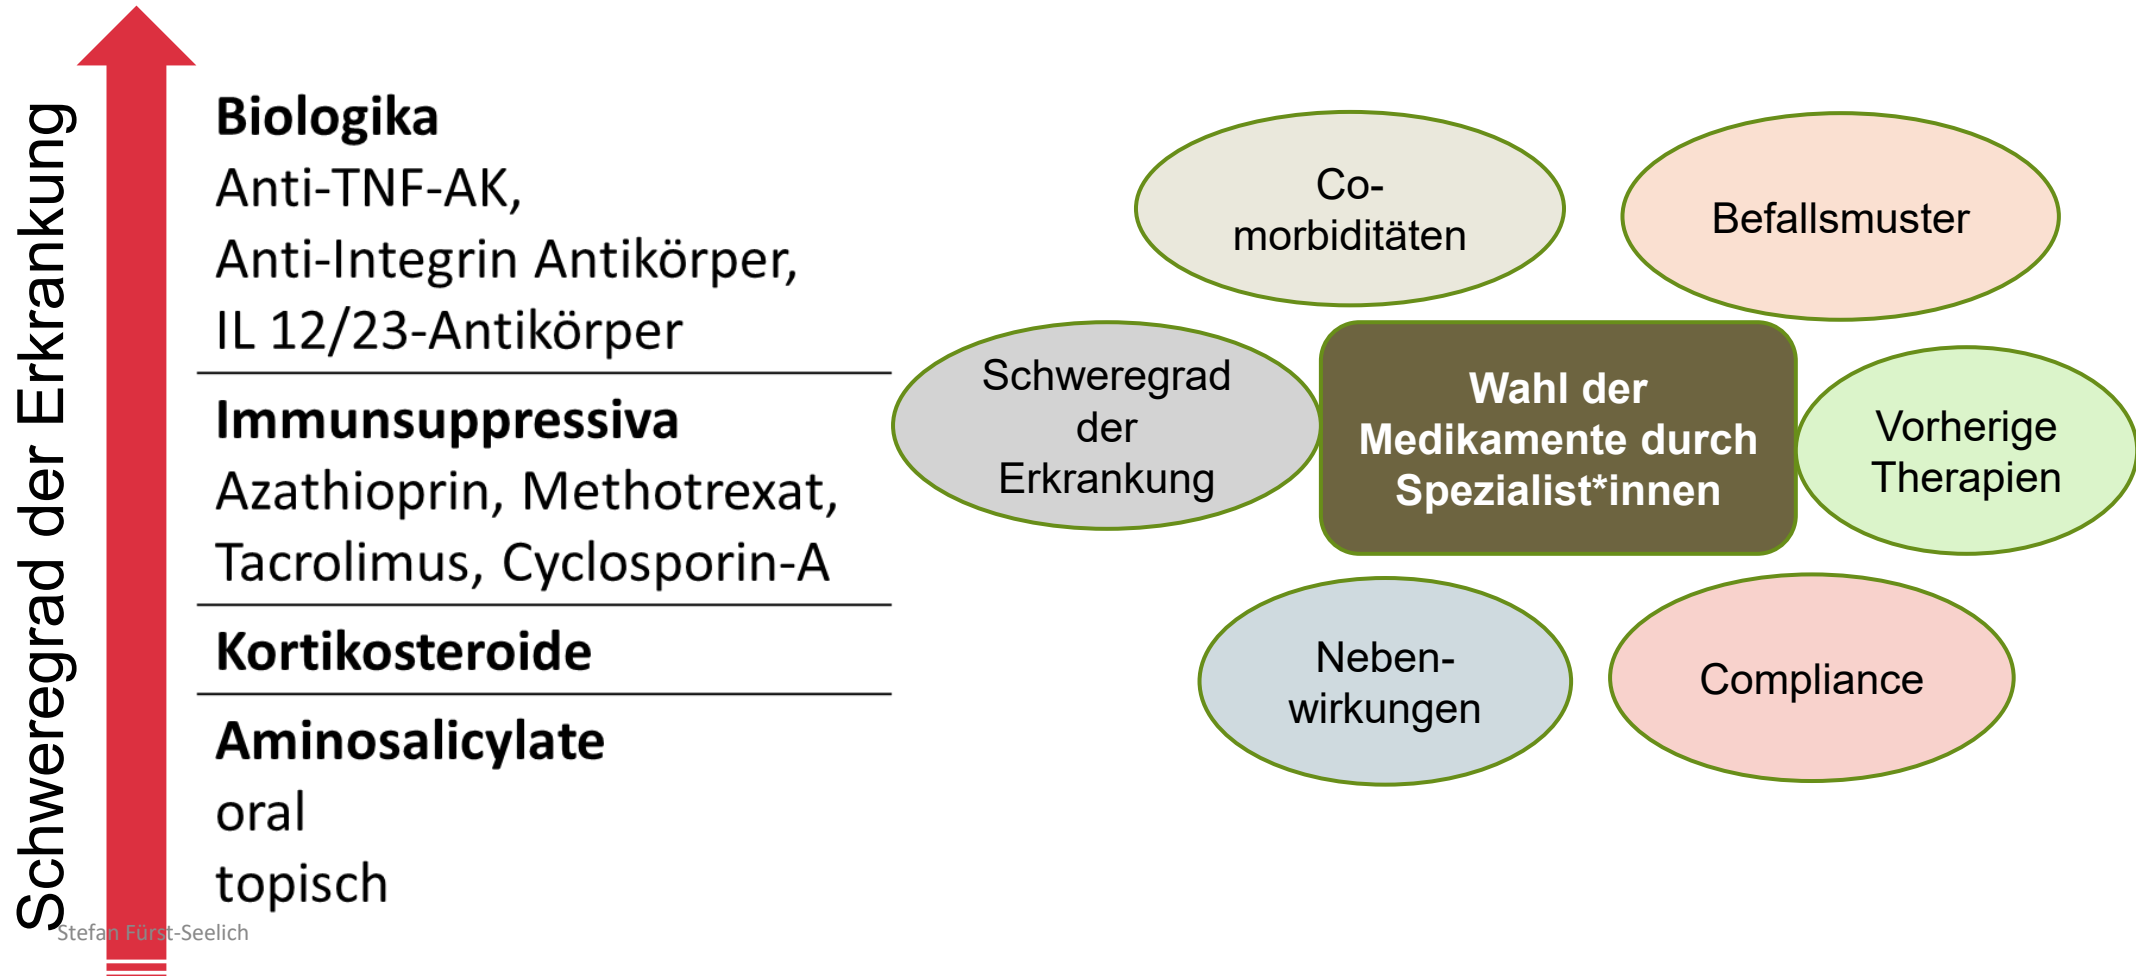 Schweregrad der Erkrankung
Biologika
Anti-TNF-AK,
Anti-Integrin Antikörper,
IL 12/23-Antikörper
Immunsuppressiva
Azathioprin, Methotrexat,
Tacrolimus, Cyclosporin-A
Kortikosteroide
Aminosalicylate
oral
topisch
Stefan Fürst-Seelich
Co-
morbiditäten
Befallsmuster
Schweregrad
der
Erkrankung
Wahl der
Medikamente durch
Spezialist*innen
Vorherige
Therapien
Neben-
wirkungen
Compliance